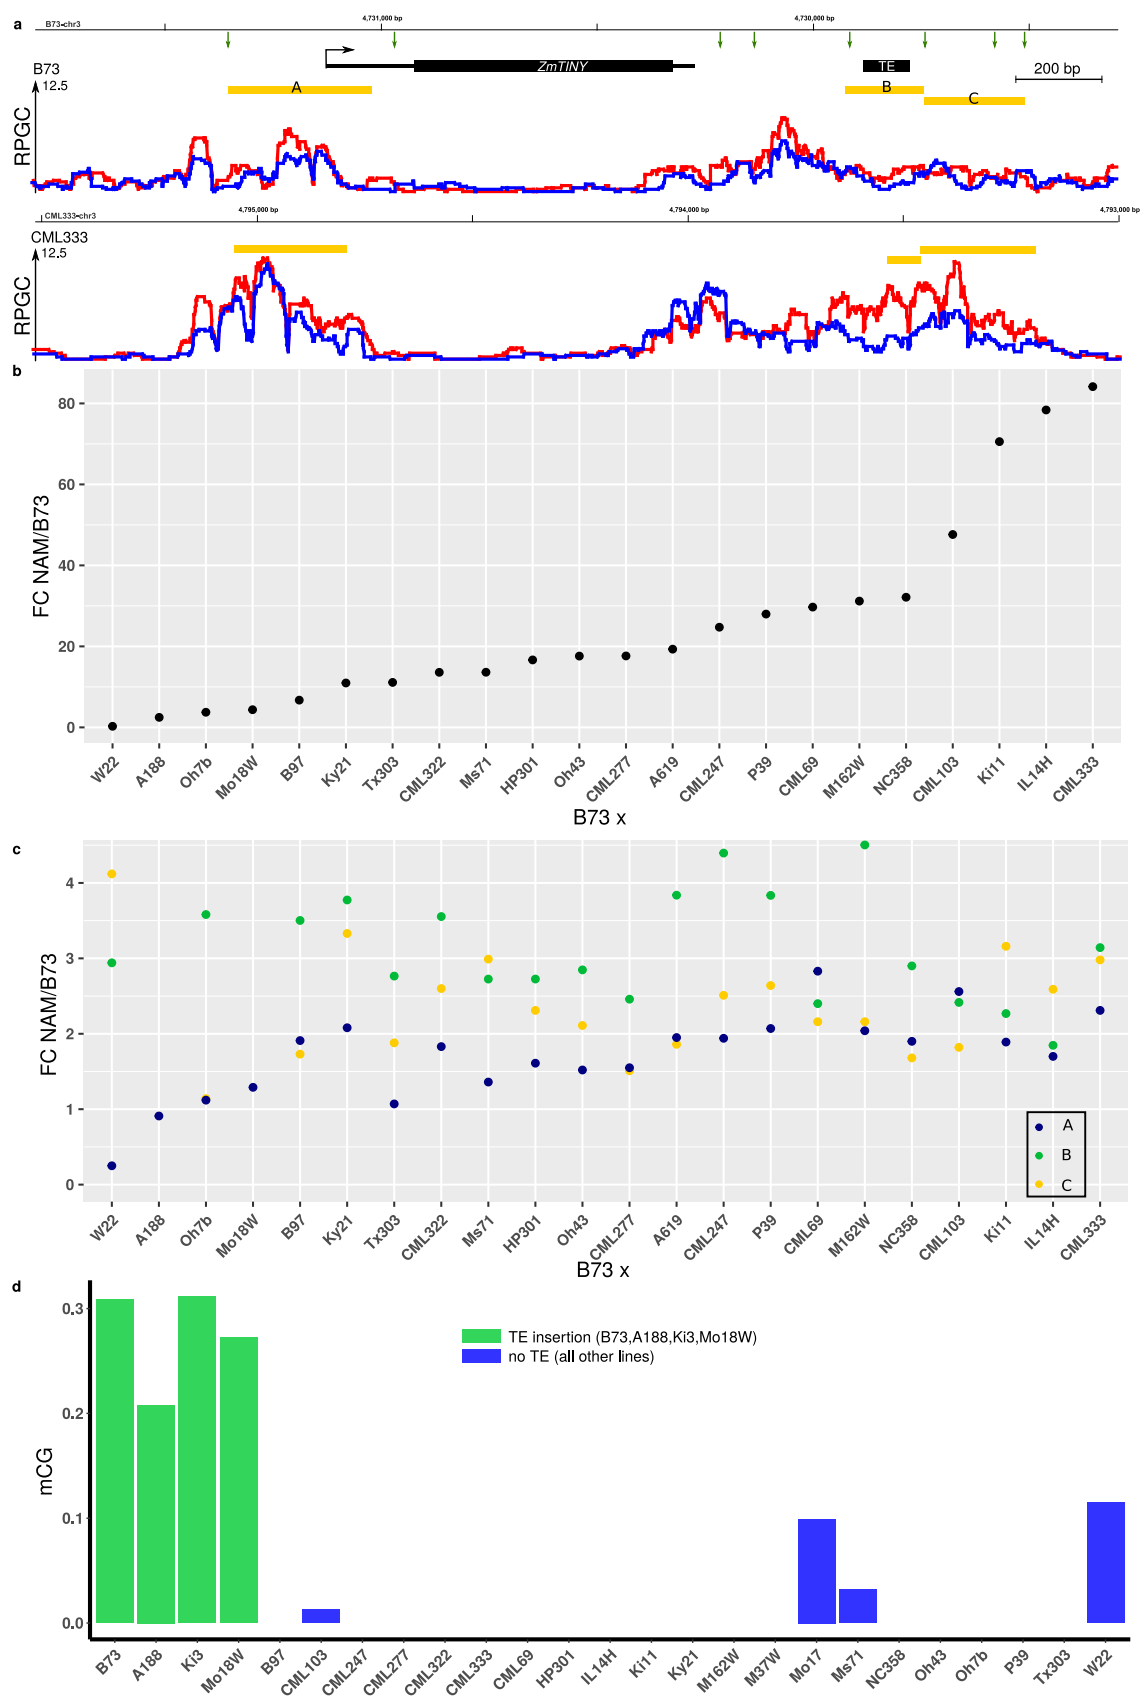 a
B73-chr3
4,731,000 bp
4,730,000 bp
ZmTINY
TE
200 bp
B73
12.5
A
B
C
RPGC
CML333-chr3
4,795,000 bp
4,794,000 bp
4,793,000 bp
CML333
12.5
RPGC
b
80
60
40
20
0
FC NAM/B73
W22
A188
Oh7b
Mo18W
B97
Ky21
Tx303
CML322
Ms71
HP301
Oh43
CML277
A619
CML247
P39
CML69
M162W
NC358
CML103
Ki11
IL14H
CML333
B73 x
c
4
3
2
1
0
FC NAM/B73
A
B
C
W22
A188
Oh7b
Mo18W
B97
Ky21
Tx303
CML322
Ms71
HP301
Oh43
CML277
A619
CML247
P39
CML69
M162W
NC358
CML103
Ki11
IL14H
CML333
B73 x
d
0.3
0.2
0.1
0.0
mCG
TE insertion (B73,A188,Ki3,Mo18W)
no TE (all other lines)
B73
A188
Ki3
Mo18W
B97
CML103
CML247
CML277
CML322
CML333
CML69
HP301
IL14H
Ki11
Ky21
M162W
M37W
Mo17
Ms71
NC358
Oh43
Oh7b
P39
Tx303
W22